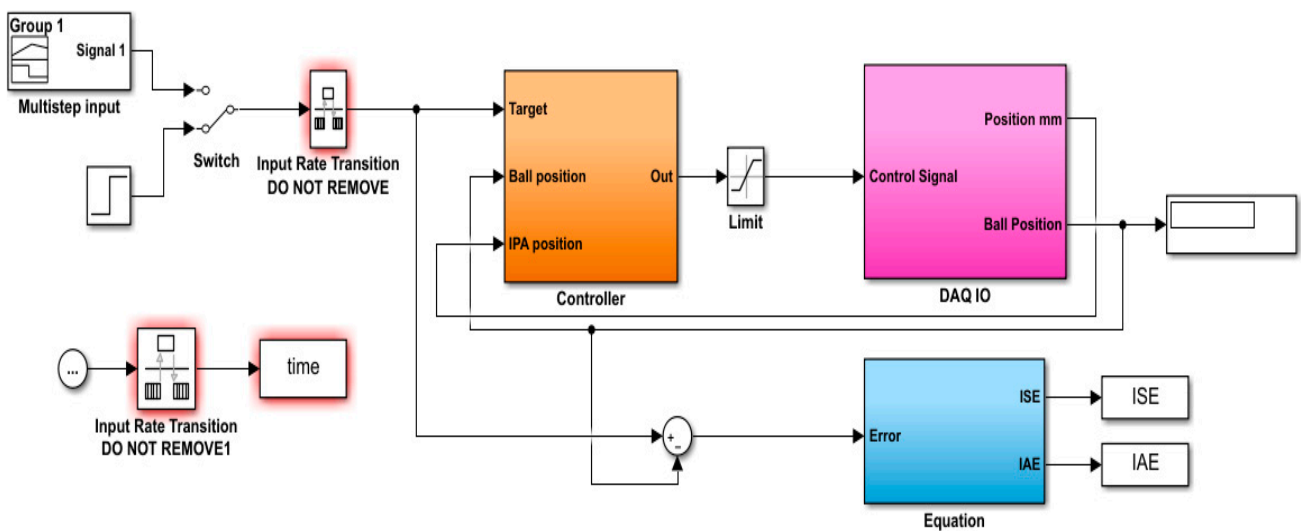 Group 1
Signal 1
Multistep input
Switch
Input Rate Transition
DO NOT REMOVE
Target
Ball position
IPA position
Out
Controller
Limit
Control Signal
Position mm
Ball Position
DAQ IO
...
Input Rate Transition
DO NOT REMOVE1
time
+
-
Error
ISE
IAE
Equation
ISE
IAE